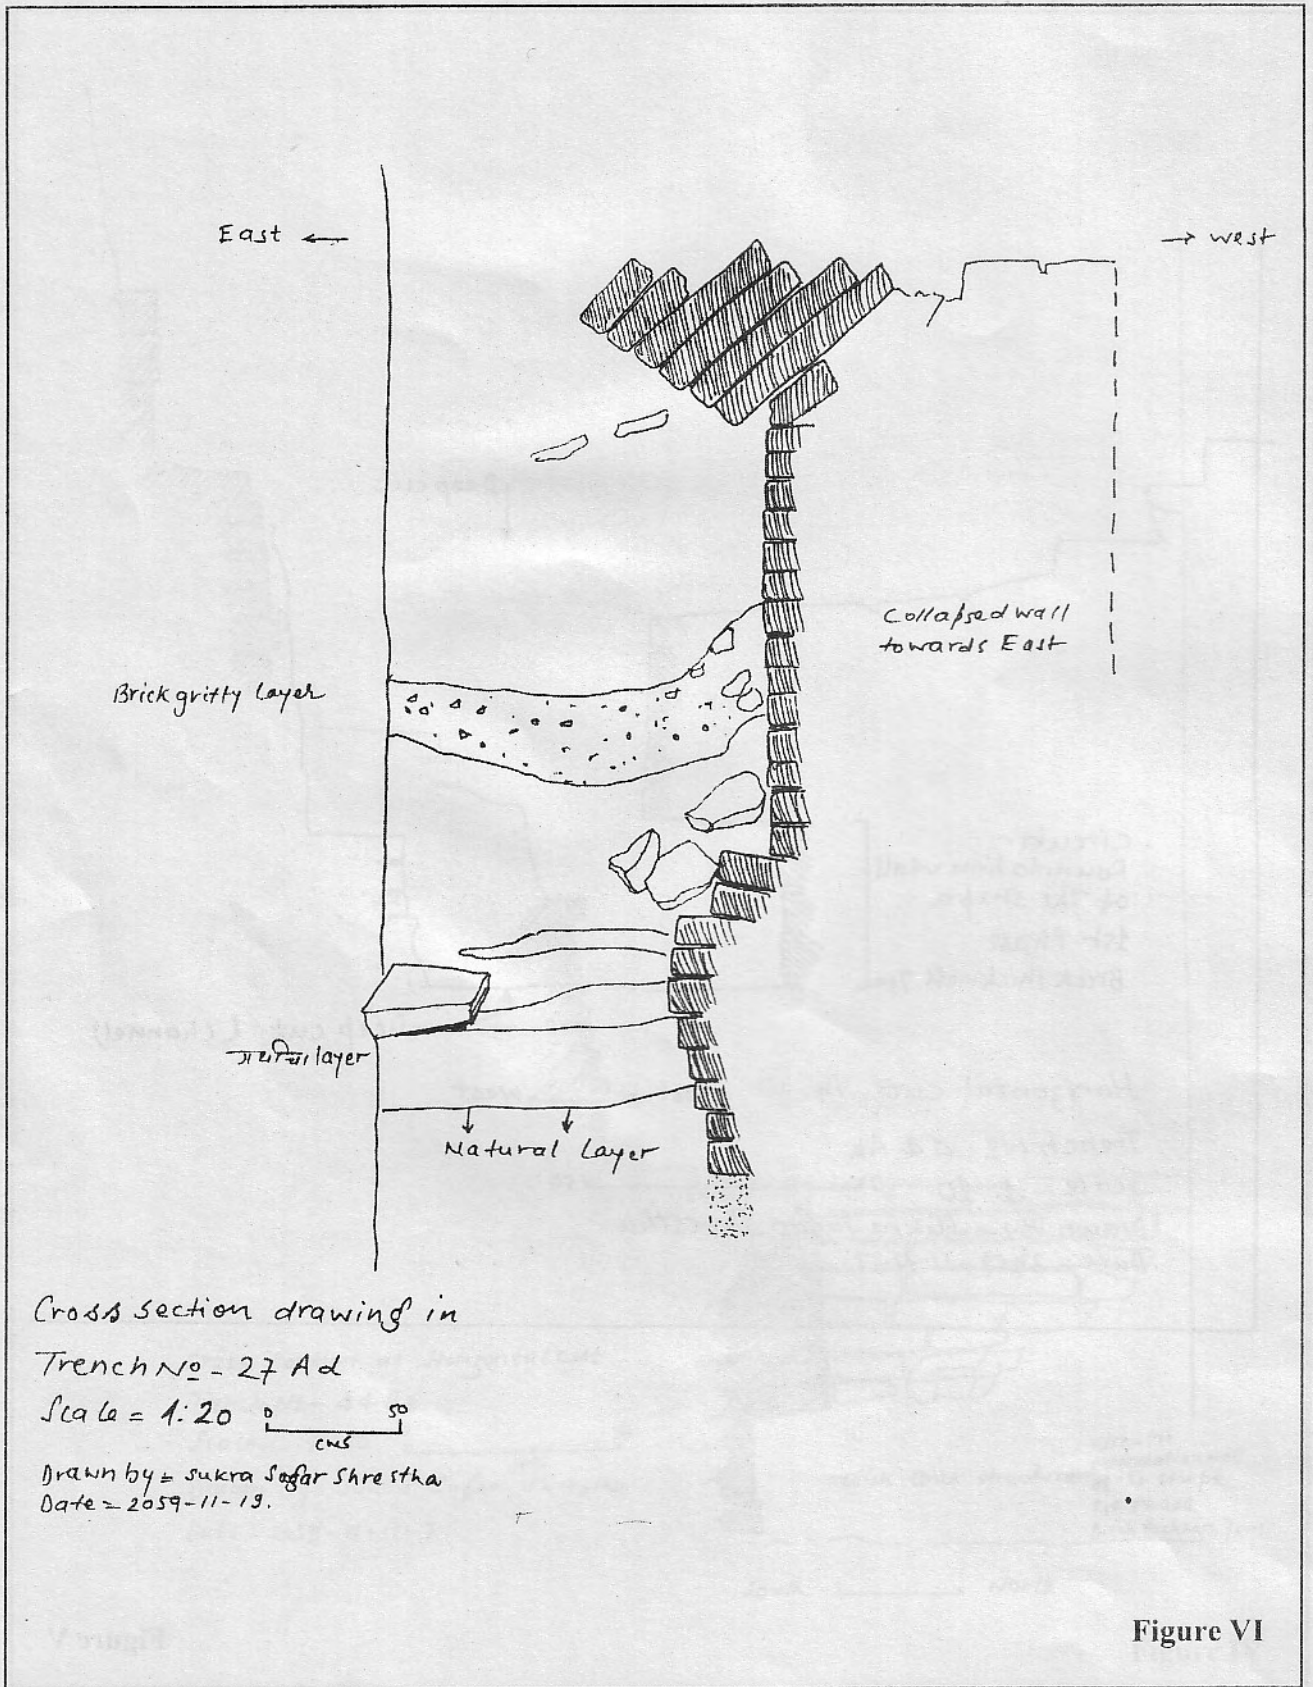 East ←
→ west
Collapsed wall
towards East
Brick gritty layer
layer
Natural Layer
Cross section drawing in
Trench No - 27 Ad
Scale = 1:20 0 50
cms
Drawn by = Sukra Sagar Shrestha
Date = 2059-11-19.
Figure VI